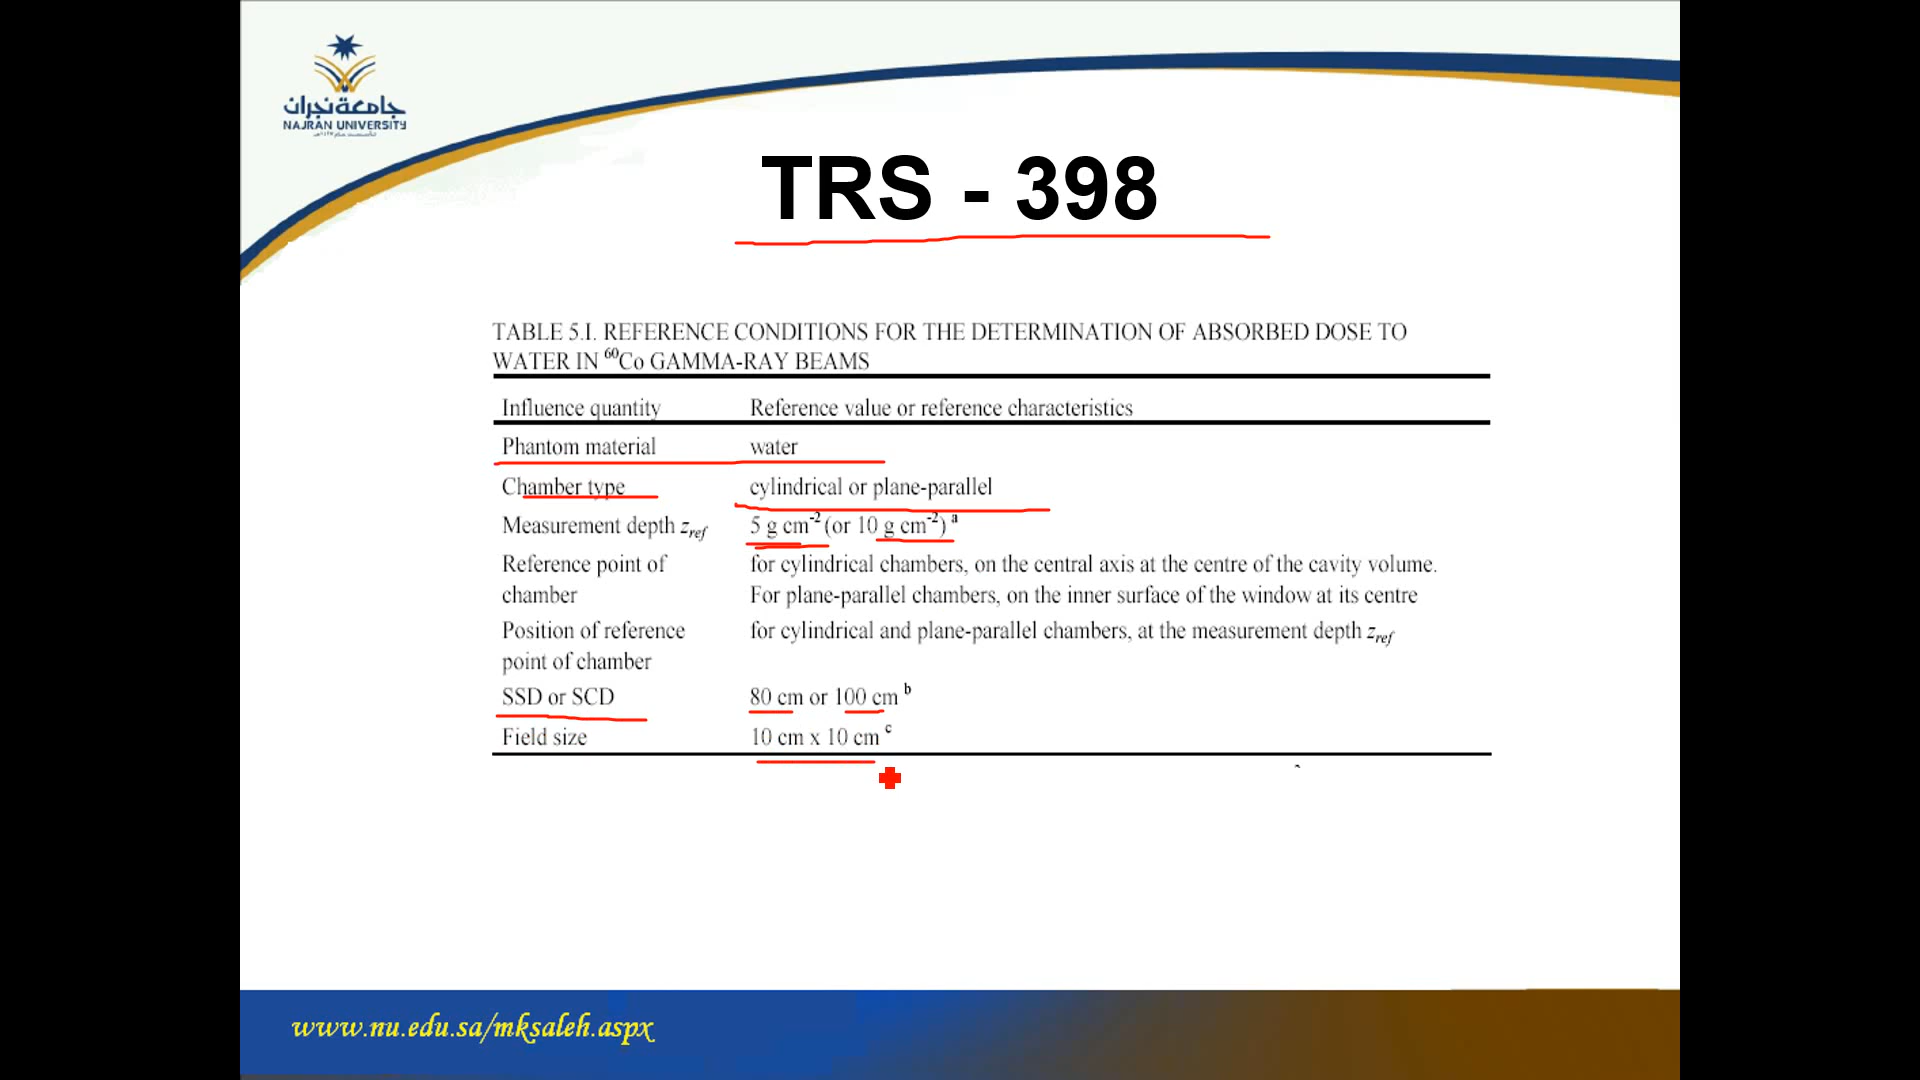 جامعة نجران
NAJRAN UNIVERSITY
TRS - 398
TABLE 5.I. REFERENCE CONDITIONS FOR THE DETERMINATION OF ABSORBED DOSE TO
WATER IN ⁶⁰Co GAMMA-RAY BEAMS
Influence quantity Reference value or reference characteristics
Phantom material water
Chamber type cylindrical or plane-parallel
Measurement depth zref 5 g cm⁻² (or 10 g cm⁻²) ᵃ
Reference point of for cylindrical chambers, on the central axis at the centre of the cavity volume.
chamber For plane-parallel chambers, on the inner surface of the window at its centre
Position of reference for cylindrical and plane-parallel chambers, at the measurement depth zref
point of chamber
SSD or SCD 80 cm or 100 cm ᵇ
Field size 10 cm x 10 cm ᶜ
www.nu.edu.sa/mksaleh.aspx